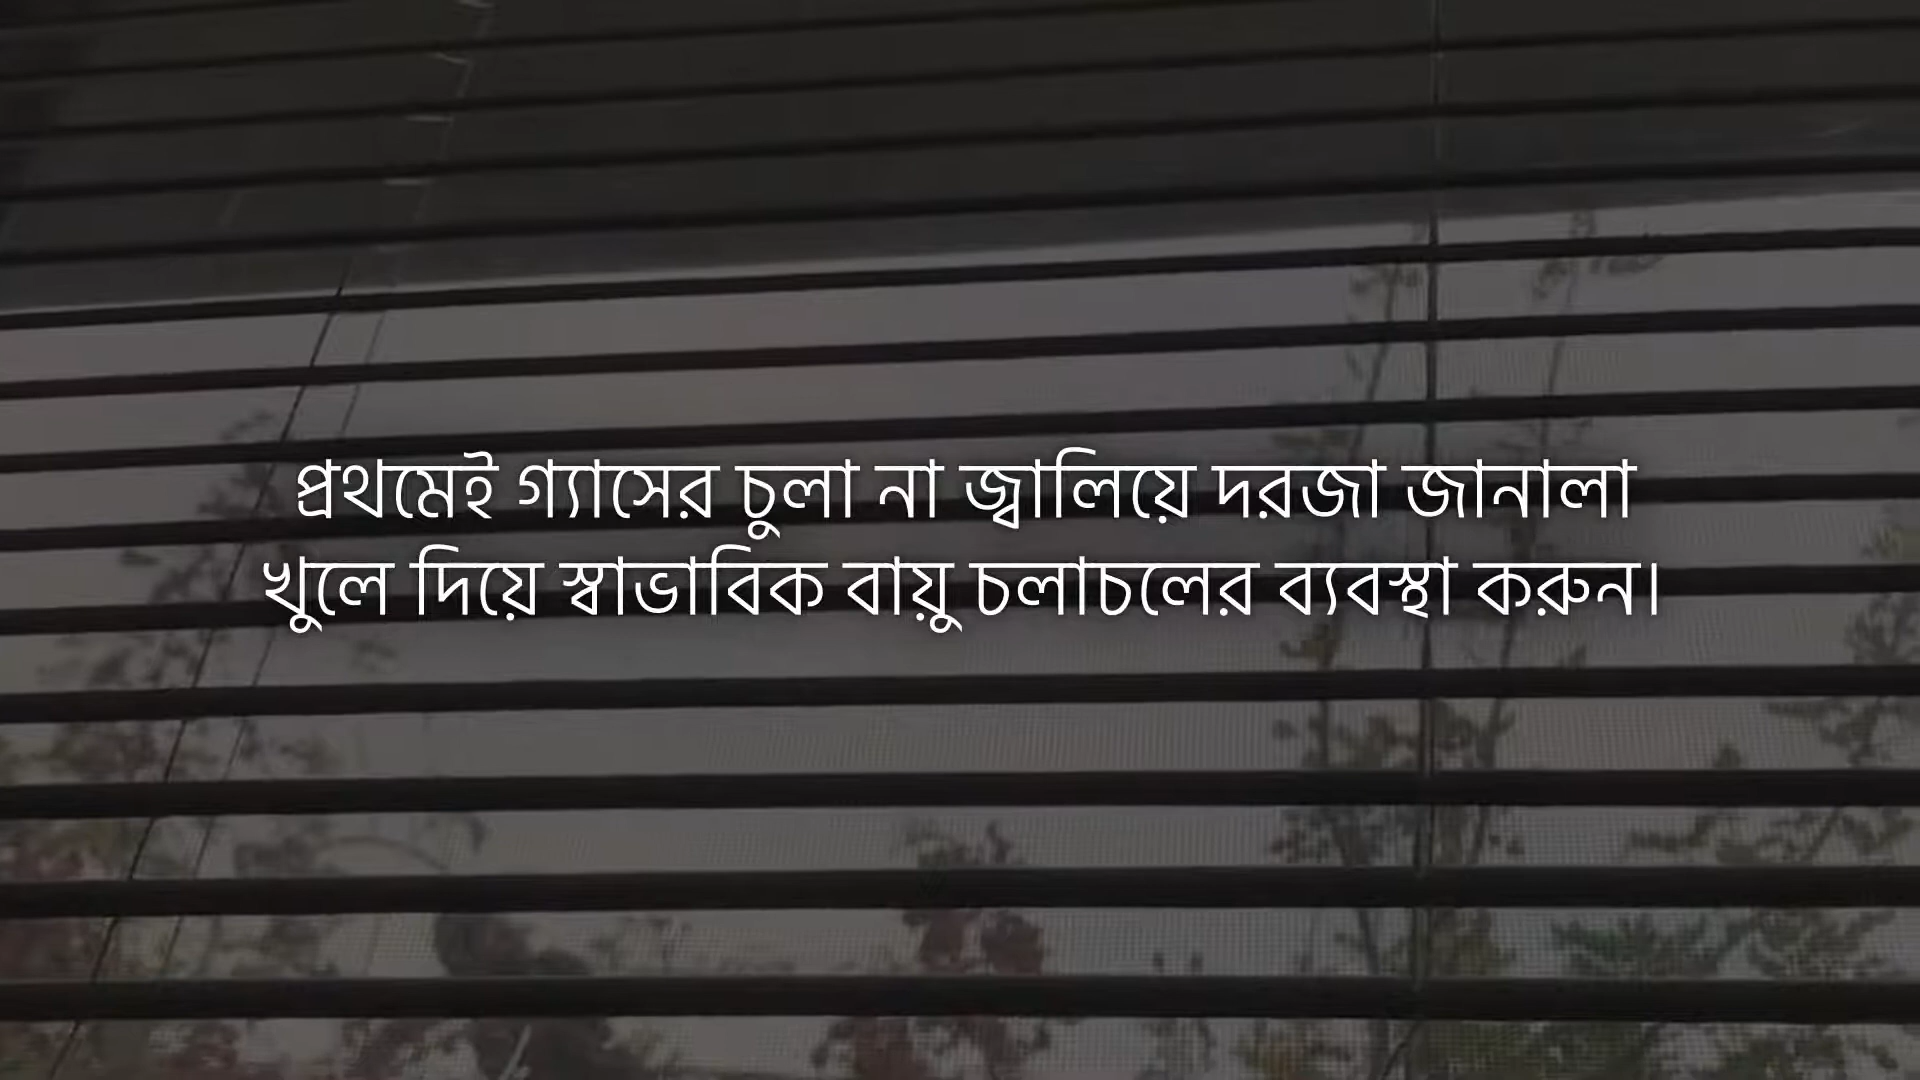 প্রথমেই গ্যাসের চুলা না জ্বালিয়ে দরজা জানালা
খুলে দিয়ে স্বাভাবিক বায়ু চলাচলের ব্যবস্থা করুন।